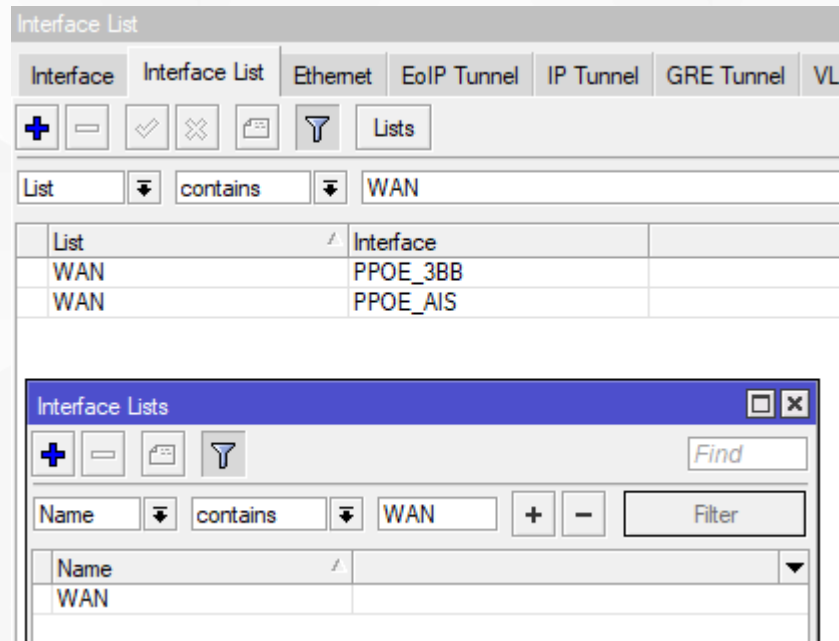 Interface List
Interface Interface List Ethernet EoIP Tunnel IP Tunnel GRE Tunnel VL
Lists
List contains WAN
List Interface
WAN PPOE_3BB
WAN PPOE_AIS
Interface Lists
Find
Name contains WAN + − Filter
Name
WAN